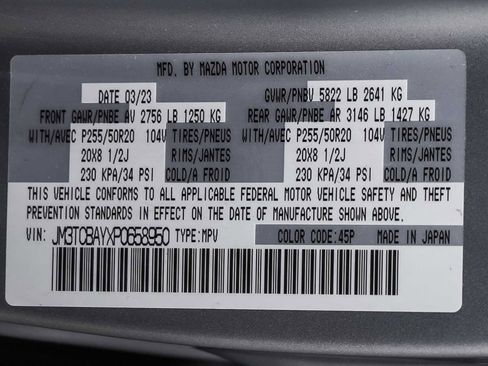 MFD. BY MAZDA MOTOR CORPORATION
DATE 03/23 GVWR/PNBV 5822 LB 2641 KG
FRONT GAWR/PNBE AV 2756 LB 1250 KG REAR GAWR/PNBE AR 3146 LB 1427 KG
WITH/AVEC P255/50R20 104V TIRES/PNEUS WITH/AVEC P255/50R20 104V TIRES/PNEUS
20X8 1/2J RIMS/JANTES 20X8 1/2J RIMS/JANTES
230 KPA/34 PSI COLD/A FROID 230 KPA/34 PSI COLD/A FROID
THIS VEHICLE CONFORMS TO ALL APPLICABLE FEDERAL MOTOR VEHICLE SAFETY AND THEFT
PREVENTION STANDARDS IN EFFECT ON THE DATE OF MANUFACTURE SHOWN ABOVE.
VIN: JM3TCBAYXP0658950 TYPE:MPV COLOR CODE:45P MADE IN JAPAN